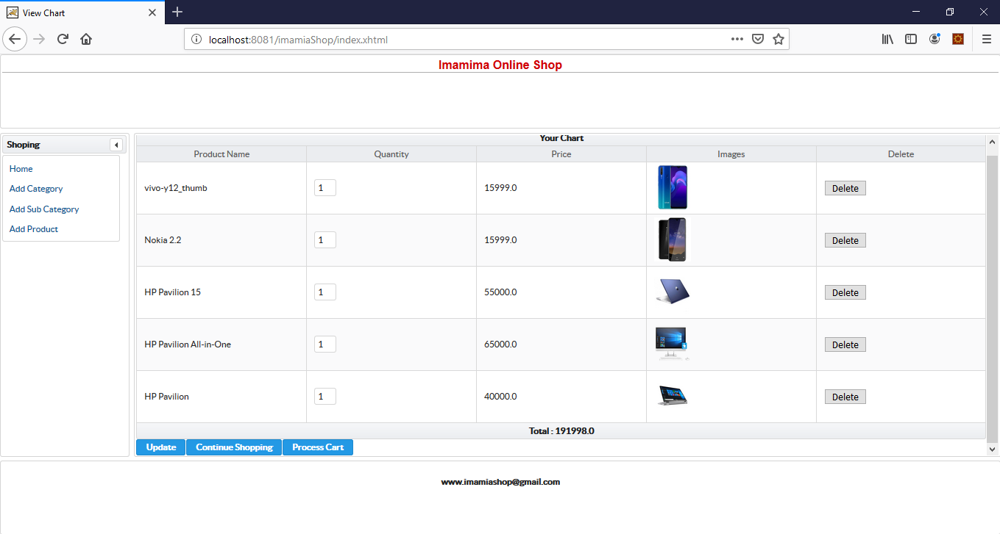 View Chart
localhost:8081/imamiaShop/index.xhtml
Imamima Online Shop
Shoping
Home
Add Category
Add Sub Category
Add Product
Your Chart
Product Name Quantity Price Images Delete
vivo-y12_thumb 1 15999.0 Delete
Nokia 2.2 1 15999.0 Delete
HP Pavilion 15 1 55000.0 Delete
HP Pavilion All-in-One 1 65000.0 Delete
HP Pavilion 1 40000.0 Delete
Total : 191998.0
Update Continue Shopping Process Cart
www.imamiashop@gmail.com